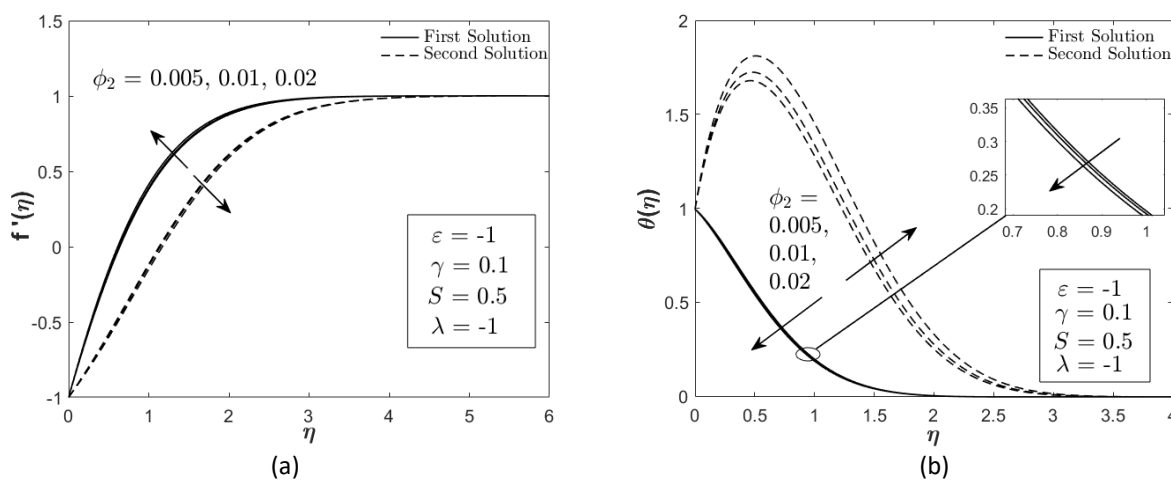 1.5
1
0.5
0
-0.5
-1
0 1 2 3 4 5 6
f '(η)
η
First Solution
Second Solution
ϕ₂ = 0.005, 0.01, 0.02
ε = -1
γ = 0.1
S = 0.5
λ = -1
(a)
2
1.5
1
0.5
0
0 0.5 1 1.5 2 2.5 3 3.5 4
θ(η)
η
First Solution
Second Solution
ϕ₂ =
0.005,
0.01,
0.02
0.35
0.3
0.25
0.2
0.7 0.8 0.9 1
ε = -1
γ = 0.1
S = 0.5
λ = -1
(b)